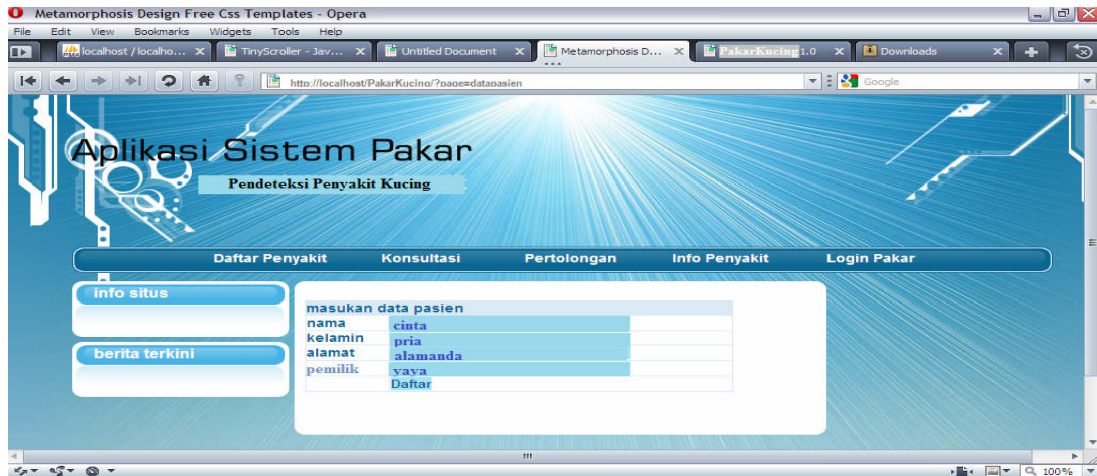 Metamorphosis Design Free Css Templates - Opera
File Edit View Bookmarks Widgets Tools Help
localhost / localho... TinyScroller - Jav... Untitled Document Metamorphosis D... PakarKucing 1.0 Downloads
http://localhost/PakarKucing/?page=datapasien Google
Aplikasi Sistem Pakar
Pendeteksi Penyakit Kucing
Daftar Penyakit Konsultasi Pertolongan Info Penyakit Login Pakar
info situs
berita terkini
masukan data pasien
nama cinta
kelamin pria
alamat alamanda
pemilik yaya
Daftar
100%